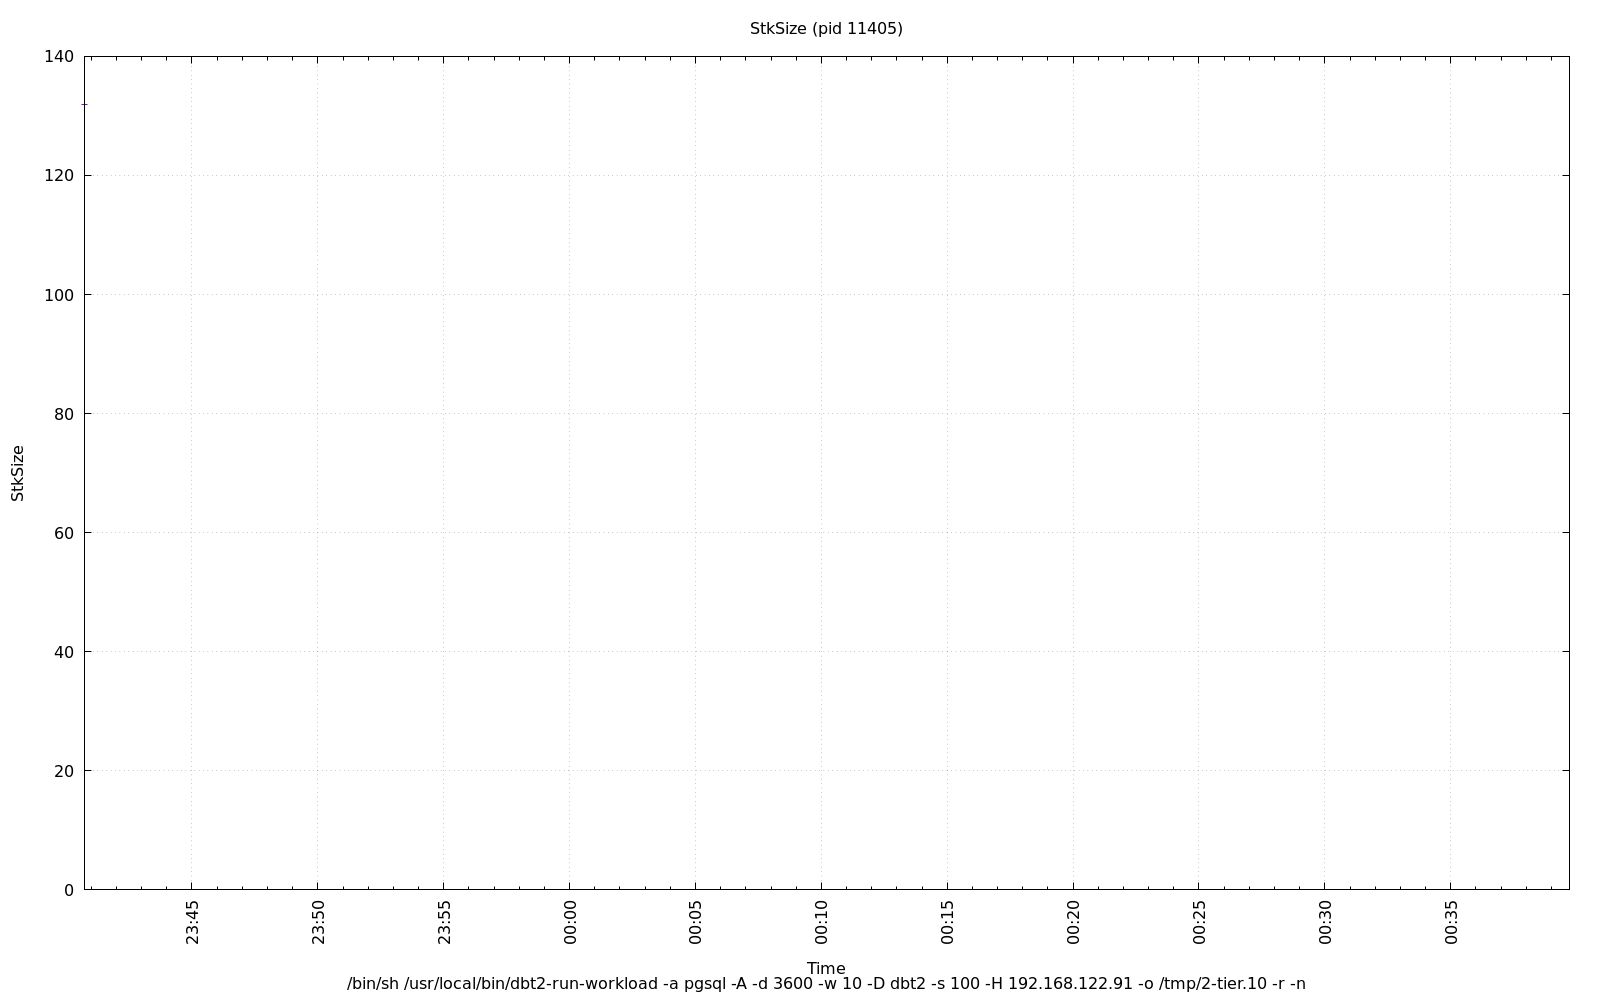 StkSize (pid 11405)
140
120
100
80
60
40
20
0
StkSize
23:45 23:50 23:55 00:00 00:05 00:10 00:15 00:20 00:25 00:30 00:35
Time
/bin/sh /usr/local/bin/dbt2-run-workload -a pgsql -A -d 3600 -w 10 -D dbt2 -s 100 -H 192.168.122.91 -o /tmp/2-tier.10 -r -n